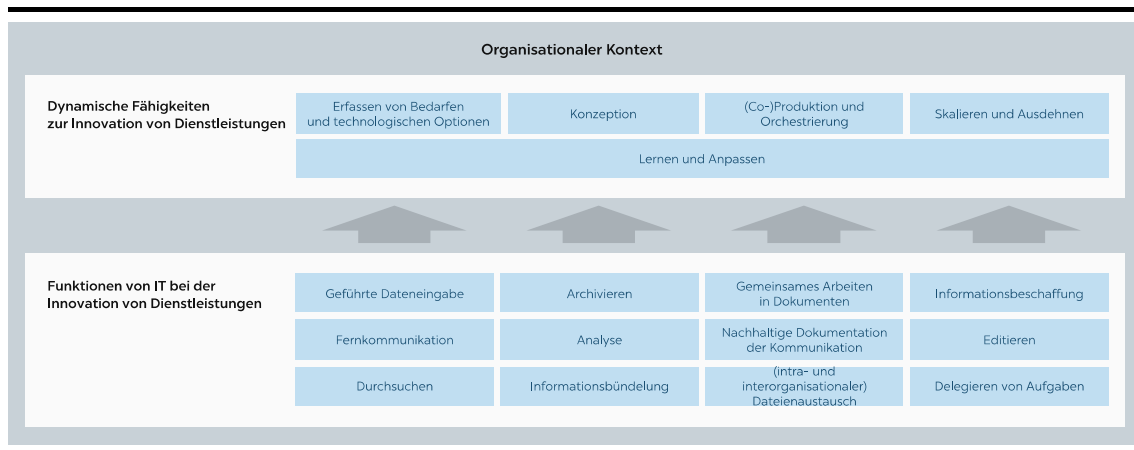 Organisationaler Kontext
Dynamische Fähigkeiten
zur Innovation von Dienstleistungen
Erfassen von Bedarfen
und technologischen Optionen
Konzeption
(Co-)Produktion und
Orchestrierung
Skalieren und Ausdehnen
Lernen und Anpassen
Funktionen von IT bei der
Innovation von Dienstleistungen
Geführte Dateneingabe
Archivieren
Gemeinsames Arbeiten
in Dokumenten
Informationsbeschaffung
Fernkommunikation
Analyse
Nachhaltige Dokumentation
der Kommunikation
Editieren
Durchsuchen
Informationsbündelung
(intra- und
interorganisationaler)
Dateienaustausch
Delegieren von Aufgaben